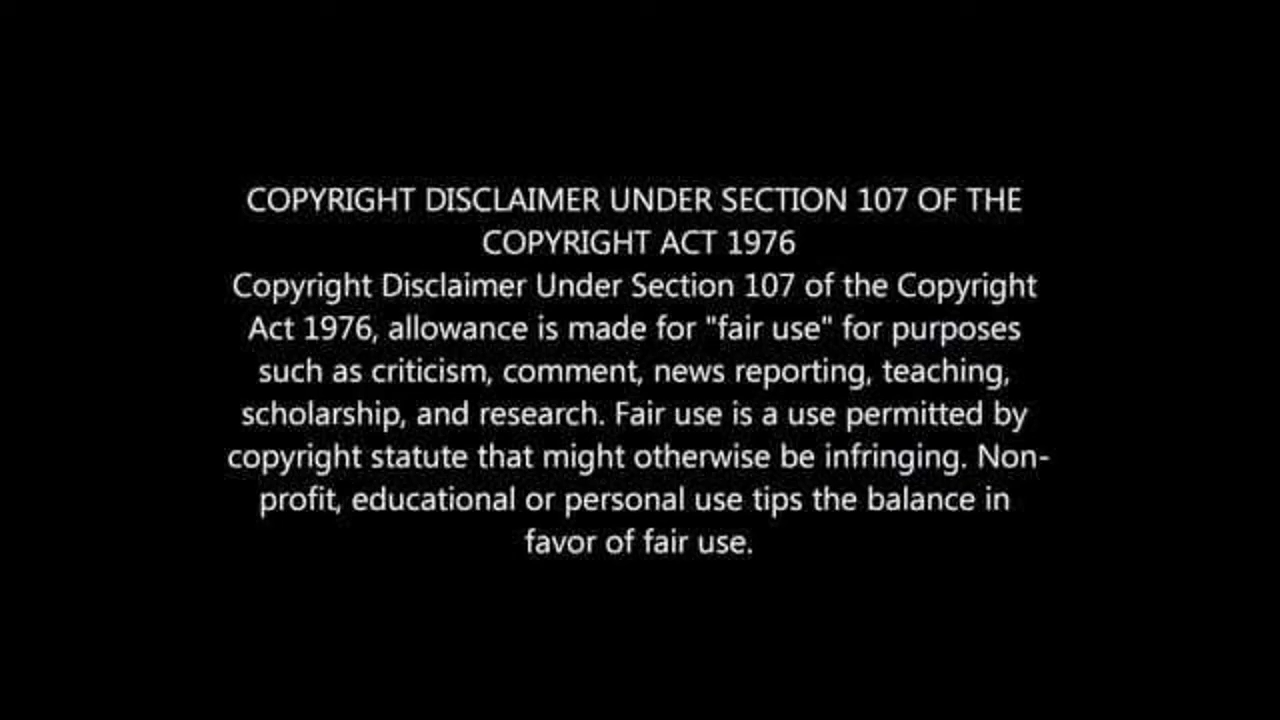 COPYRIGHT DISCLAIMER UNDER SECTION 107 OF THE
COPYRIGHT ACT 1976
Copyright Disclaimer Under Section 107 of the Copyright
Act 1976, allowance is made for "fair use" for purposes
such as criticism, comment, news reporting, teaching,
scholarship, and research. Fair use is a use permitted by
copyright statute that might otherwise be infringing. Non-
profit, educational or personal use tips the balance in
favor of fair use.